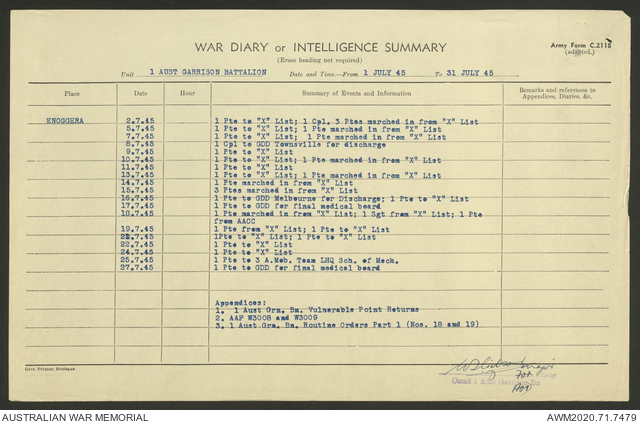 WAR DIARY or INTELLIGENCE SUMMARY
Army Form C.2118
(adapted.)
(Erase heading not required)
Unit 1 AUST GARRISON BATTALION Date and Time.—From 1 JULY 45 To 31 JULY 45
Place Date Hour Summary of Events and Information Remarks and references to Appendices, Diaries, &c.
ENOGGERA 2.7.45 1 Pte to "X" List; 1 Cpl, 3 Ptes marched in from "X" List
5.7.45 1 Pte to "X" List; 1 Pte marched in from "X" List
7.7.45 1 Pte to "X" List; 1 Pte marched in from "X" List
8.7.45 1 Cpl to GDD Townsville for discharge
9.7.45 1 Pte to "X" List
10.7.45 1 Pte to "X" List; 1 Pte marched in from "X" List
11.7.45 1 Pte to "X" List
13.7.45 1 Pte to "X" List; 1 Pte marched in from "X" List
14.7.45 1 Pte marched in from "X" List
15.7.45 3 Ptes marched in from "X" List
16.7.45 1 Pte to GDD Melbourne for Discharge; 1 Pte to "X" List
17.7.45 1 Pte to GDD for final medical board
18.7.45 1 Pte marched in from "X" List; 1 Sgt from "X" List; 1 Pte
from AACC
19.7.45 1 Pte from "X" List; 1 Pte to "X" List
21.7.45 1Pte to "X" List; 1 Pte to "X" List
22.7.45 1 Pte to "X" List
24.7.45 1 Pte to "X" List
25.7.45 1 Pte to 3 A.Meb. Team LHQ Sch. of Mech.
27.7.45 1 Pte to GDD for final medical board
Appendices:
1. 1 Aust Grn. Bn. Vulnerable Point Returns
2. AAF W3008 and W3009
3. 1 Aust Grn. Bn. Routine Orders Part 1 (Nos. 18 and 19)
Govt. Printer, Brisbane
Major
for
Comd 1 Aust Garrison Bn
AUSTRALIAN WAR MEMORIAL AWM2020.71.7479